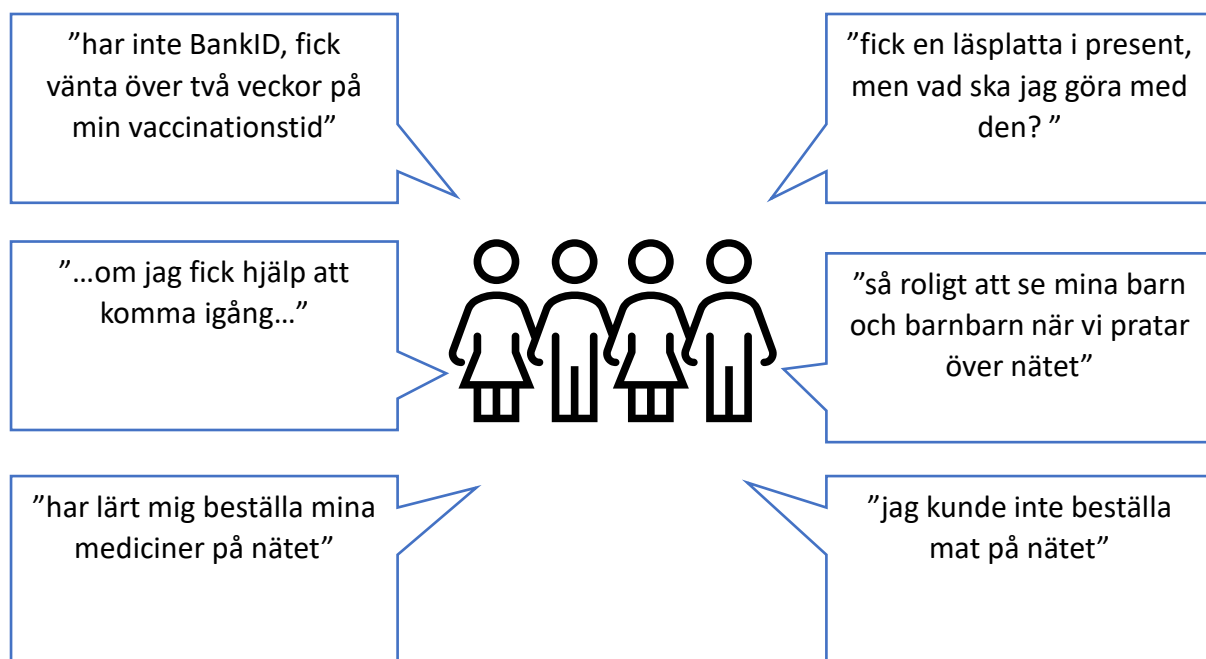 ”har inte BankID, fick
vänta över två veckor på
min vaccinationstid”
”fick en läsplatta i present,
men vad ska jag göra med
den? ”
”…om jag fick hjälp att
komma igång…”
”så roligt att se mina barn
och barnbarn när vi pratar
över nätet”
”har lärt mig beställa mina
mediciner på nätet”
”jag kunde inte beställa
mat på nätet”